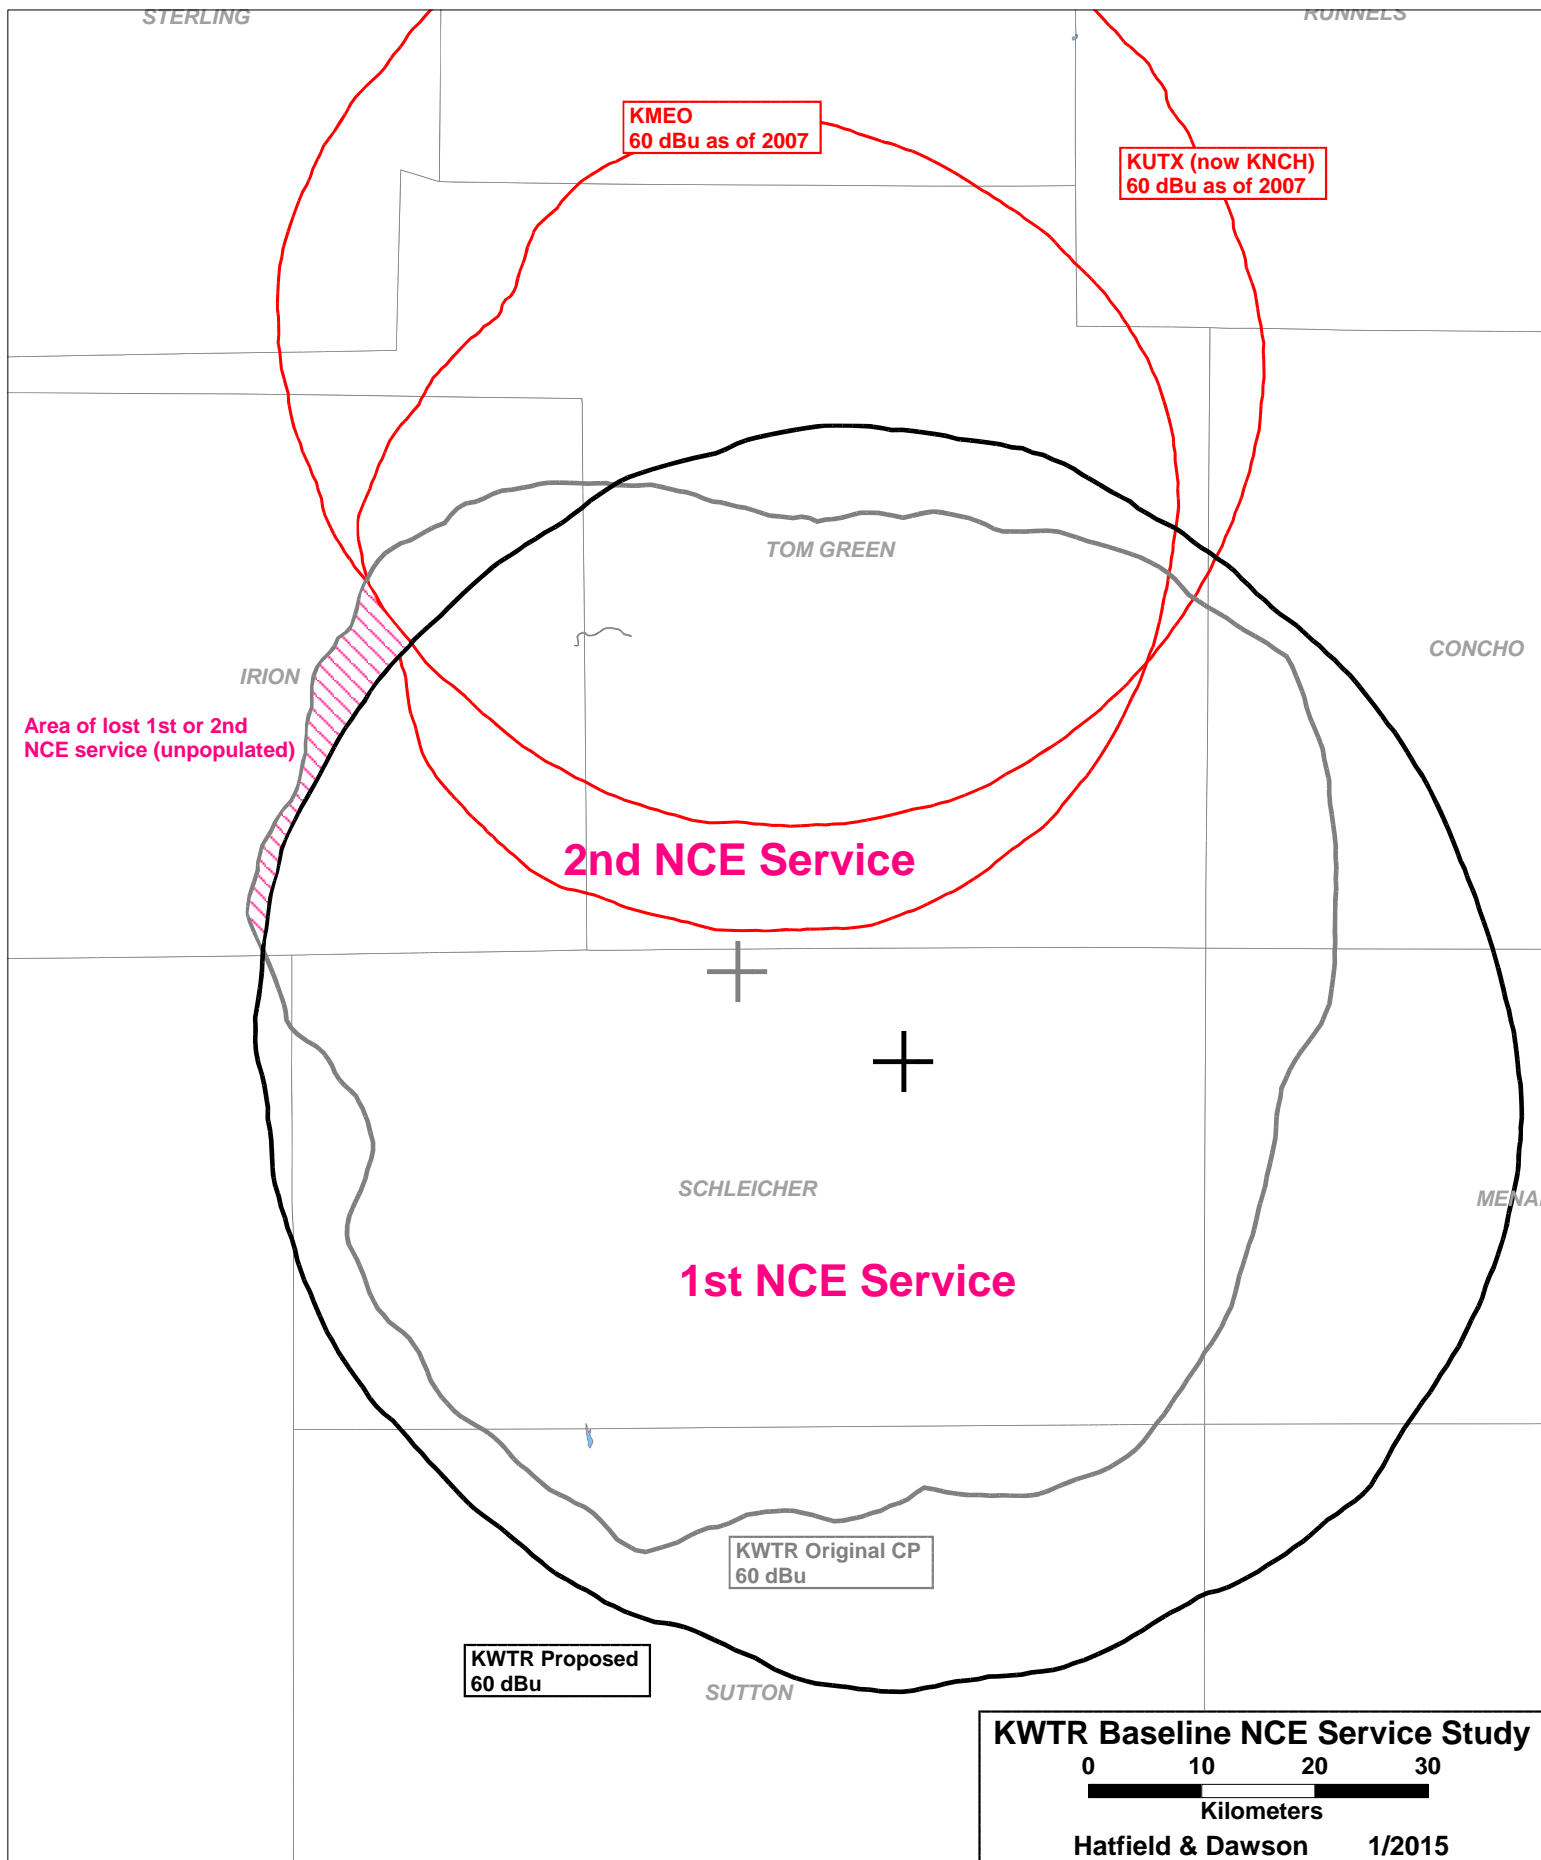 STERLING
RUNNELS
KMEO
60 dBu as of 2007
KUTX (now KNCH)
60 dBu as of 2007
TOM GREEN
CONCHO
IRION
Area of lost 1st or 2nd
NCE service (unpopulated)
2nd NCE Service
SCHLEICHER
MENA
1st NCE Service
KWTR Original CP
60 dBu
KWTR Proposed
60 dBu
SUTTON
KWTR Baseline NCE Service Study
0 10 20 30
Kilometers
Hatfield & Dawson 1/2015